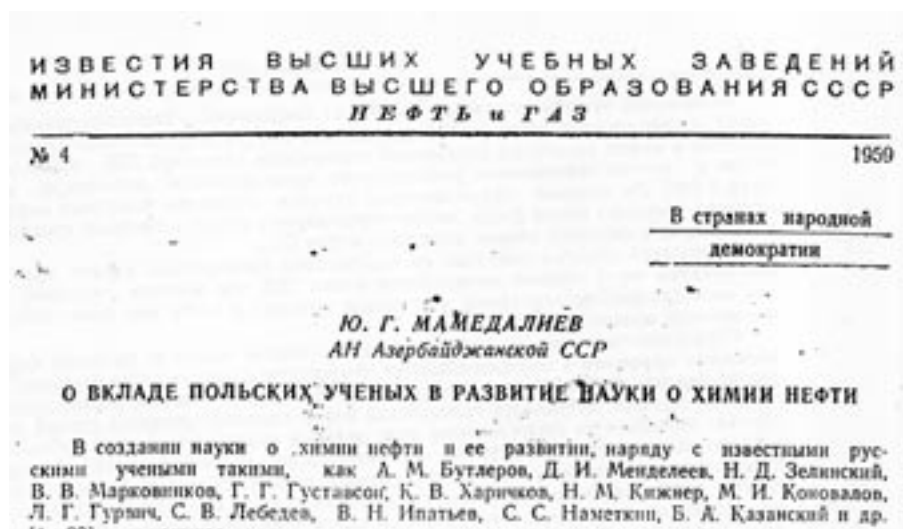 ИЗВЕСТИЯ ВЫСШИХ УЧЕБНЫХ ЗАВЕДЕНИЙ
МИНИСТЕРСТВА ВЫСШЕГО ОБРАЗОВАНИЯ СССР
НЕФТЬ и ГАЗ
№ 4 1959
В странах народной
демократии
Ю. Г. МАМЕДАЛИЕВ
АН Азербайджанской ССР
О ВКЛАДЕ ПОЛЬСКИХ УЧЕНЫХ В РАЗВИТИЕ НАУКИ О ХИМИИ НЕФТИ
В создании науки о химии нефти и ее развитии, наряду с известными рус-
скими учеными такими, как А. М. Бутлеров, Д. И. Менделеев, Н. Д. Зелинский,
В. В. Марковников, Г. Г. Густавсон, К. В. Харичков, Н. М. Кижнер, М. И. Коновалов,
Л. Г. Гурвич, С. В. Лебедев, В. Н. Ипатьев, С. С. Наметкин, Б. А. Казанский и др.